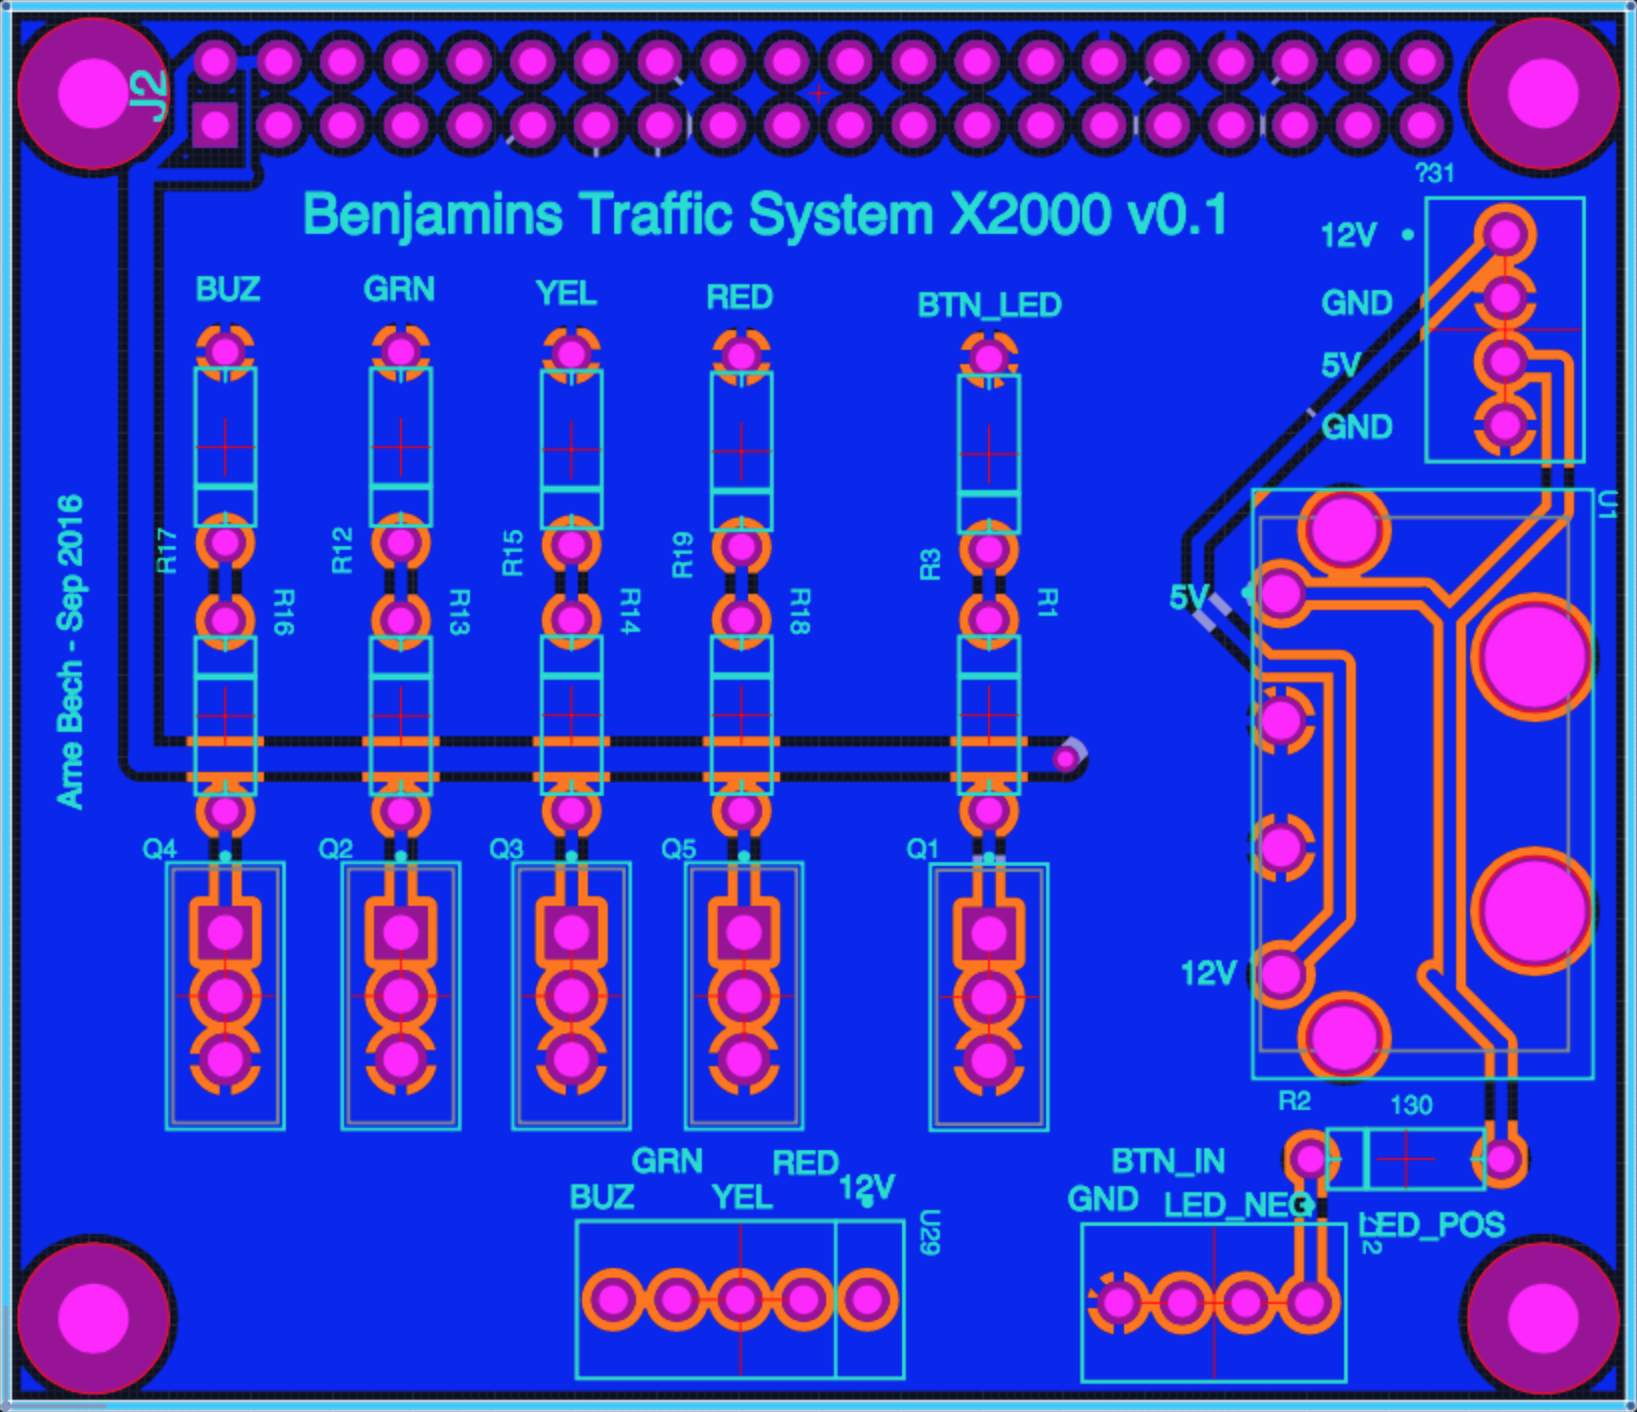 J2
?31
Benjamins Traffic System X2000 v0.1
12V
GND
5V
GND
BUZ
GRN
YEL
RED
BTN_LED
U1
Arne Bech - Sep 2016
R17
R12
R15
R19
R3
R16
R13
R14
R18
R1
5V
Q4
Q2
Q3
Q5
Q1
12V
R2
130
GRN
RED
BTN_IN
BUZ
YEL
12V
GND
LED_NEG
LED_POS
U29